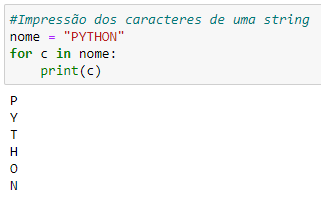 #Impressão dos caracteres de uma string
nome = "PYTHON"
for c in nome:
    print(c)
P
Y
T
H
O
N